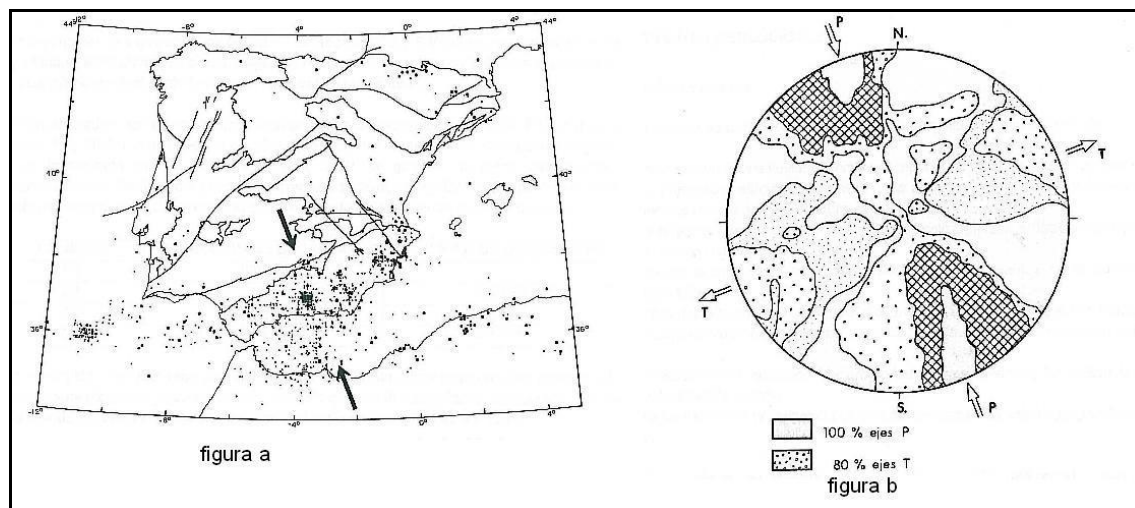 44° -12° -8° 4° 0° 4° 44°
40° 40°
36° 36°
-12° -8° -4° 0° 4°
figura a
P
N.
T
T
S.
P
100 % ejes P
80 % ejes T
figura b